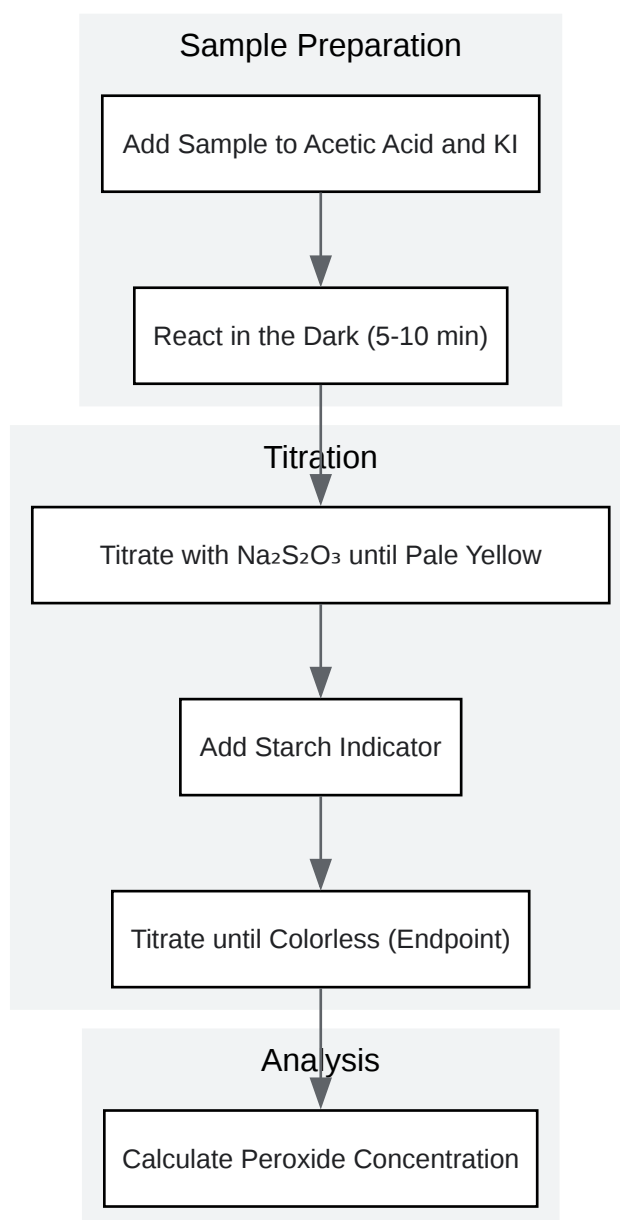 Sample Preparation
Add Sample to Acetic Acid and KI
React in the Dark (5-10 min)
Titration
Titrate with Na₂S₂O₃ until Pale Yellow
Add Starch Indicator
Titrate until Colorless (Endpoint)
Analysis
Calculate Peroxide Concentration